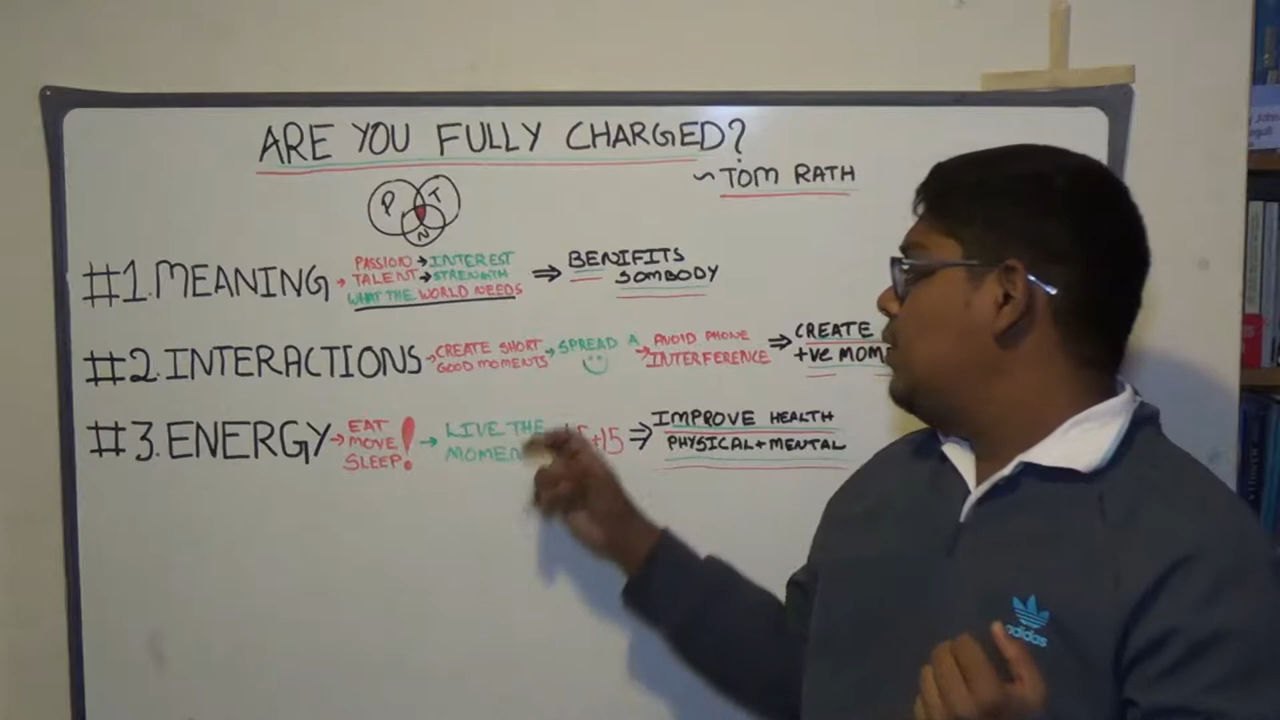 ARE YOU FULLY CHARGED?
~ TOM RATH
P T
N
#1. MEANING → PASSION → INTEREST
TALENT → STRENGTH
WHAT THE WORLD NEEDS
⇒ BENIFITS
SOMBODY
#2. INTERACTIONS → CREATE SHORT
GOOD MOMENTS
→ SPREAD A
→ AVOID PHONE
INTERFERENCE
⇒ CREATE
+VE MOM
#3. ENERGY → EAT
MOVE
SLEEP!
→ LIVE THE
MOMEN
+15
⇒ IMPROVE HEALTH
PHYSICAL + MENTAL
adidas